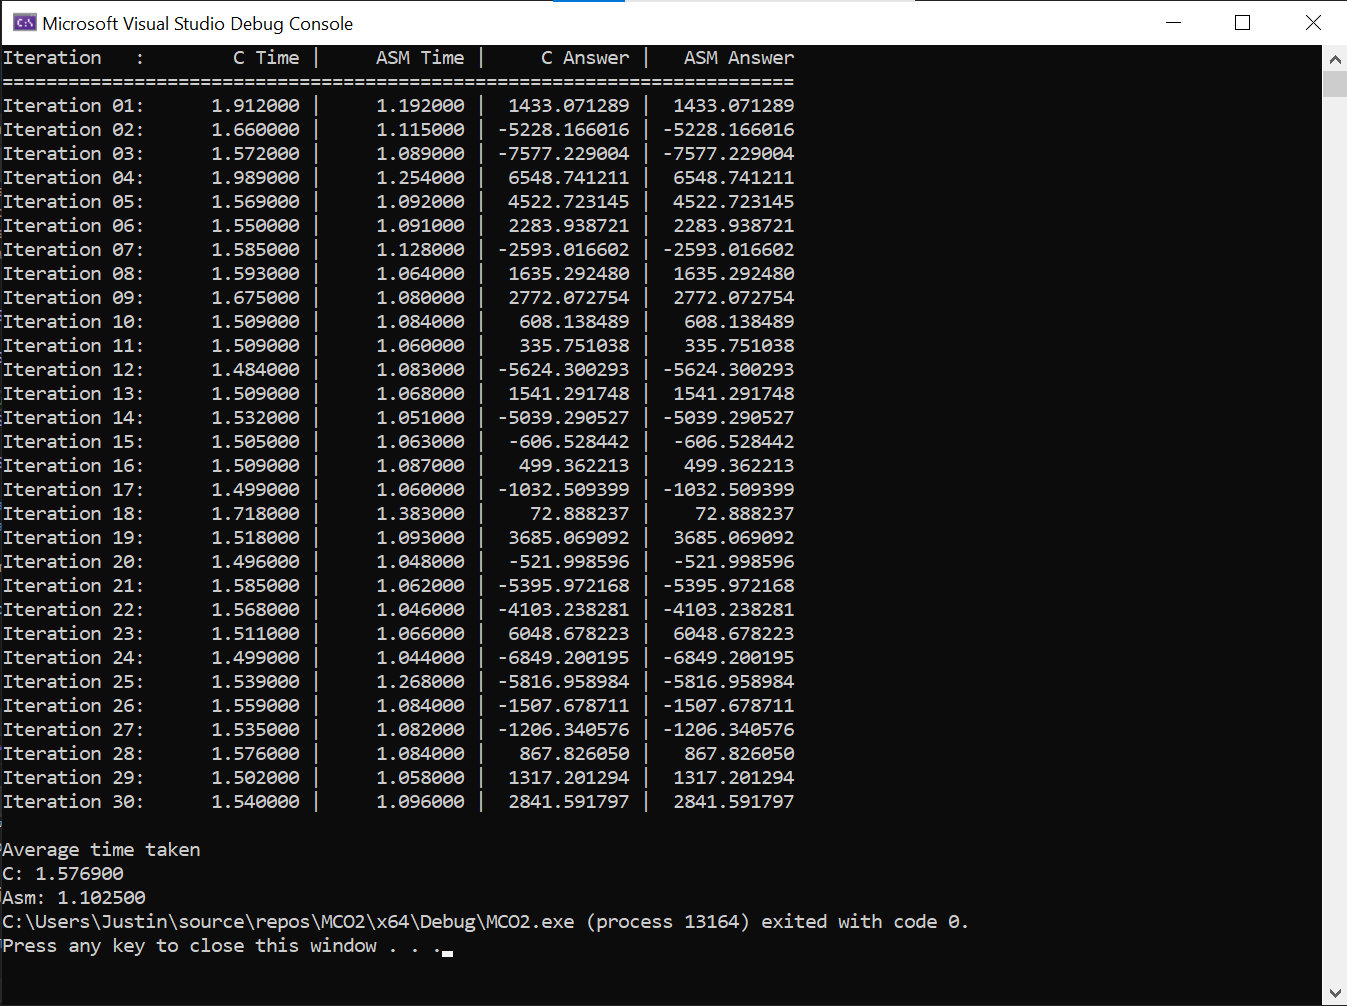 Microsoft Visual Studio Debug Console
Iteration   :        C Time |     ASM Time |     C Answer |   ASM Answer
========================================================================
Iteration 01:      1.912000 |     1.192000 |  1433.071289 |  1433.071289
Iteration 02:      1.660000 |     1.115000 | -5228.166016 | -5228.166016
Iteration 03:      1.572000 |     1.089000 | -7577.229004 | -7577.229004
Iteration 04:      1.989000 |     1.254000 |  6548.741211 |  6548.741211
Iteration 05:      1.569000 |     1.092000 |  4522.723145 |  4522.723145
Iteration 06:      1.550000 |     1.091000 |  2283.938721 |  2283.938721
Iteration 07:      1.585000 |     1.128000 | -2593.016602 | -2593.016602
Iteration 08:      1.593000 |     1.064000 |  1635.292480 |  1635.292480
Iteration 09:      1.675000 |     1.080000 |  2772.072754 |  2772.072754
Iteration 10:      1.509000 |     1.084000 |   608.138489 |   608.138489
Iteration 11:      1.509000 |     1.060000 |   335.751038 |   335.751038
Iteration 12:      1.484000 |     1.083000 | -5624.300293 | -5624.300293
Iteration 13:      1.509000 |     1.068000 |  1541.291748 |  1541.291748
Iteration 14:      1.532000 |     1.051000 | -5039.290527 | -5039.290527
Iteration 15:      1.505000 |     1.063000 |  -606.528442 |  -606.528442
Iteration 16:      1.509000 |     1.087000 |   499.362213 |   499.362213
Iteration 17:      1.499000 |     1.060000 | -1032.509399 | -1032.509399
Iteration 18:      1.718000 |     1.383000 |    72.888237 |    72.888237
Iteration 19:      1.518000 |     1.093000 |  3685.069092 |  3685.069092
Iteration 20:      1.496000 |     1.048000 |  -521.998596 |  -521.998596
Iteration 21:      1.585000 |     1.062000 | -5395.972168 | -5395.972168
Iteration 22:      1.568000 |     1.046000 | -4103.238281 | -4103.238281
Iteration 23:      1.511000 |     1.066000 |  6048.678223 |  6048.678223
Iteration 24:      1.499000 |     1.044000 | -6849.200195 | -6849.200195
Iteration 25:      1.539000 |     1.268000 | -5816.958984 | -5816.958984
Iteration 26:      1.559000 |     1.084000 | -1507.678711 | -1507.678711
Iteration 27:      1.535000 |     1.082000 | -1206.340576 | -1206.340576
Iteration 28:      1.576000 |     1.084000 |   867.826050 |   867.826050
Iteration 29:      1.502000 |     1.058000 |  1317.201294 |  1317.201294
Iteration 30:      1.540000 |     1.096000 |  2841.591797 |  2841.591797
Average time taken
C: 1.576900
Asm: 1.102500
C:\Users\Justin\source\repos\MCO2\x64\Debug\MCO2.exe (process 13164) exited with code 0.
Press any key to close this window . . .